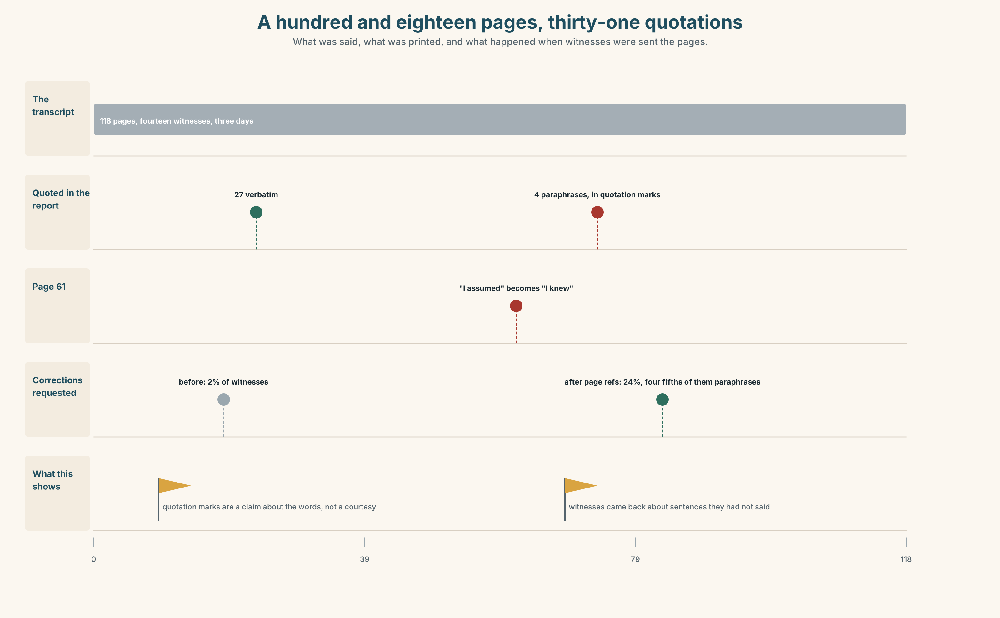 A hundred and eighteen pages, thirty-one quotations
What was said, what was printed, and what happened when witnesses were sent the pages.
The
transcript
118 pages, fourteen witnesses, three days
Quoted in the
report
27 verbatim
4 paraphrases, in quotation marks
Page 61
"I assumed" becomes "I knew"
Corrections
requested
before: 2% of witnesses
after page refs: 24%, four fifths of them paraphrases
What this
shows
quotation marks are a claim about the words, not a courtesy
witnesses came back about sentences they had not said
0
39
79
118